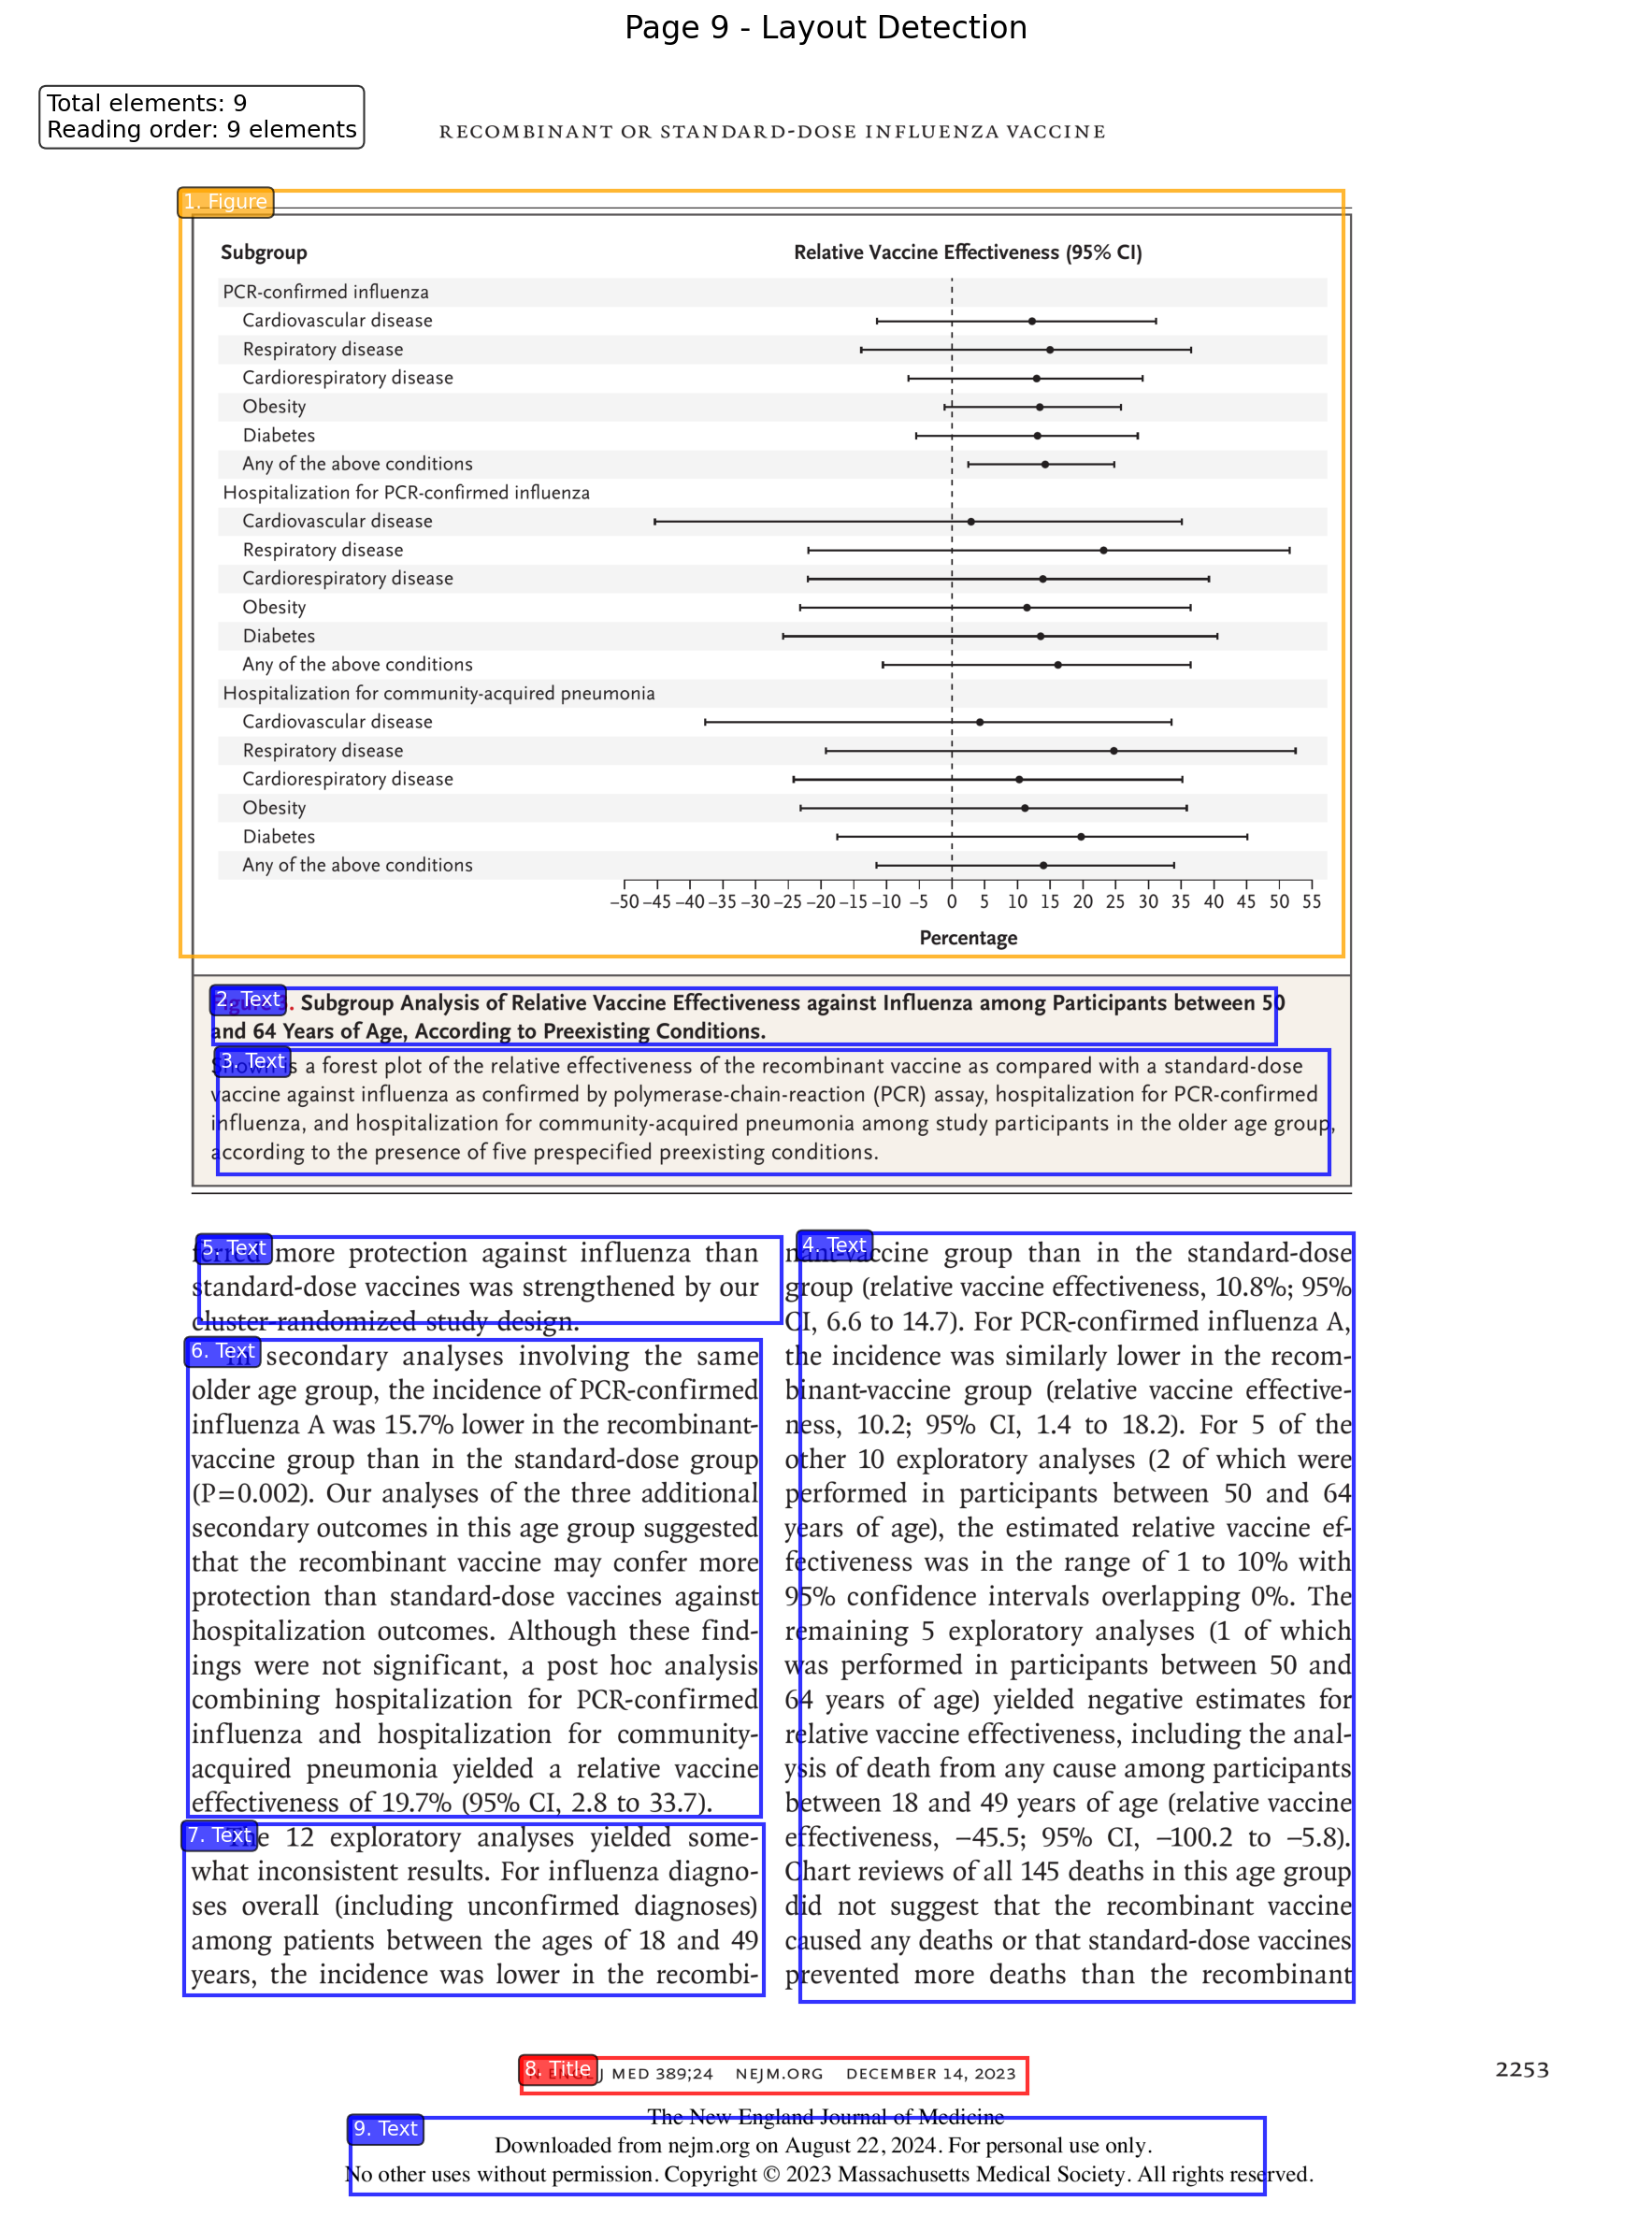 Page 9 - Layout Detection
Total elements: 9
Reading order: 9 elements
RECOMBINANT OR STANDARD-DOSE INFLUENZA VACCINE
1. Figure
Subgroup
Relative Vaccine Effectiveness (95% CI)
PCR-confirmed influenza
Cardiovascular disease
Respiratory disease
Cardiorespiratory disease
Obesity
Diabetes
Any of the above conditions
Hospitalization for PCR-confirmed influenza
Cardiovascular disease
Respiratory disease
Cardiorespiratory disease
Obesity
Diabetes
Any of the above conditions
Hospitalization for community-acquired pneumonia
Cardiovascular disease
Respiratory disease
Cardiorespiratory disease
Obesity
Diabetes
Any of the above conditions
–50 –45 –40 –35 –30 –25 –20 –15 –10 –5 0 5 10 15 20 25 30 35 40 45 50 55
Percentage
2. Text
. Subgroup Analysis of Relative Vaccine Effectiveness against Influenza among Participants between 50
and 64 Years of Age, According to Preexisting Conditions.
3. Text
is a forest plot of the relative effectiveness of the recombinant vaccine as compared with a standard-dose
vaccine against influenza as confirmed by polymerase-chain-reaction (PCR) assay, hospitalization for PCR-confirmed
influenza, and hospitalization for community-acquired pneumonia among study participants in the older age group,
according to the presence of five prespecified preexisting conditions.
5. Text
more protection against influenza than
standard-dose vaccines was strengthened by our
cluster-randomized study design.
6. Text
In secondary analyses involving the same
older age group, the incidence of PCR-confirmed
influenza A was 15.7% lower in the recombinant-
vaccine group than in the standard-dose group
(P=0.002). Our analyses of the three additional
secondary outcomes in this age group suggested
that the recombinant vaccine may confer more
protection than standard-dose vaccines against
hospitalization outcomes. Although these find-
ings were not significant, a post hoc analysis
combining hospitalization for PCR-confirmed
influenza and hospitalization for community-
acquired pneumonia yielded a relative vaccine
effectiveness of 19.7% (95% CI, 2.8 to 33.7).
7. Text
The 12 exploratory analyses yielded some-
what inconsistent results. For influenza diagno-
ses overall (including unconfirmed diagnoses)
among patients between the ages of 18 and 49
years, the incidence was lower in the recombi-
4. Text
nant-vaccine group than in the standard-dose
group (relative vaccine effectiveness, 10.8%; 95%
CI, 6.6 to 14.7). For PCR-confirmed influenza A,
the incidence was similarly lower in the recom-
binant-vaccine group (relative vaccine effective-
ness, 10.2; 95% CI, 1.4 to 18.2). For 5 of the
other 10 exploratory analyses (2 of which were
performed in participants between 50 and 64
years of age), the estimated relative vaccine ef-
fectiveness was in the range of 1 to 10% with
95% confidence intervals overlapping 0%. The
remaining 5 exploratory analyses (1 of which
was performed in participants between 50 and
64 years of age) yielded negative estimates for
relative vaccine effectiveness, including the anal-
ysis of death from any cause among participants
between 18 and 49 years of age (relative vaccine
effectiveness, –45.5; 95% CI, –100.2 to –5.8).
Chart reviews of all 145 deaths in this age group
did not suggest that the recombinant vaccine
caused any deaths or that standard-dose vaccines
prevented more deaths than the recombinant
8. Title
J MED 389;24 NEJM.ORG DECEMBER 14, 2023
2253
The New England Journal of Medicine
9. Text
Downloaded from nejm.org on August 22, 2024. For personal use only.
No other uses without permission. Copyright © 2023 Massachusetts Medical Society. All rights reserved.